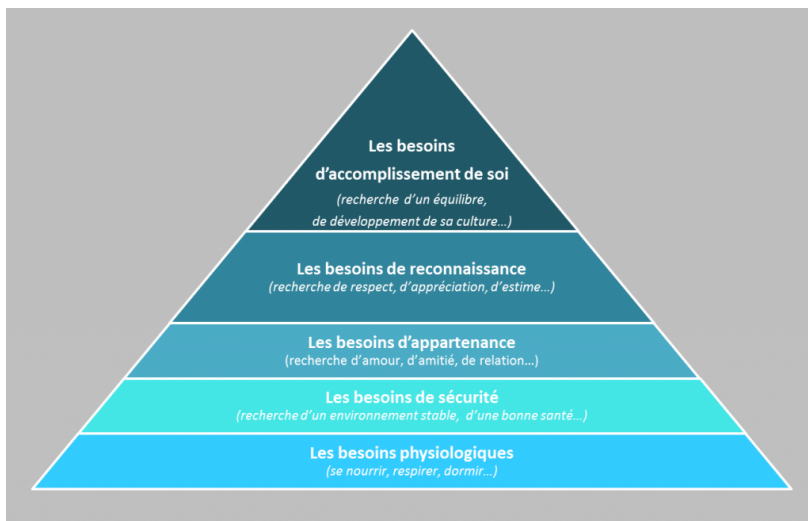 Les besoins
d'accomplissement de soi
(recherche d'un équilibre,
de développement de sa culture...)
Les besoins de reconnaissance
(recherche de respect, d'appréciation, d'estime...)
Les besoins d'appartenance
(recherche d'amour, d'amitié, de relation...)
Les besoins de sécurité
(recherche d'un environnement stable, d'une bonne santé...)
Les besoins physiologiques
(se nourrir, respirer, dormir...)